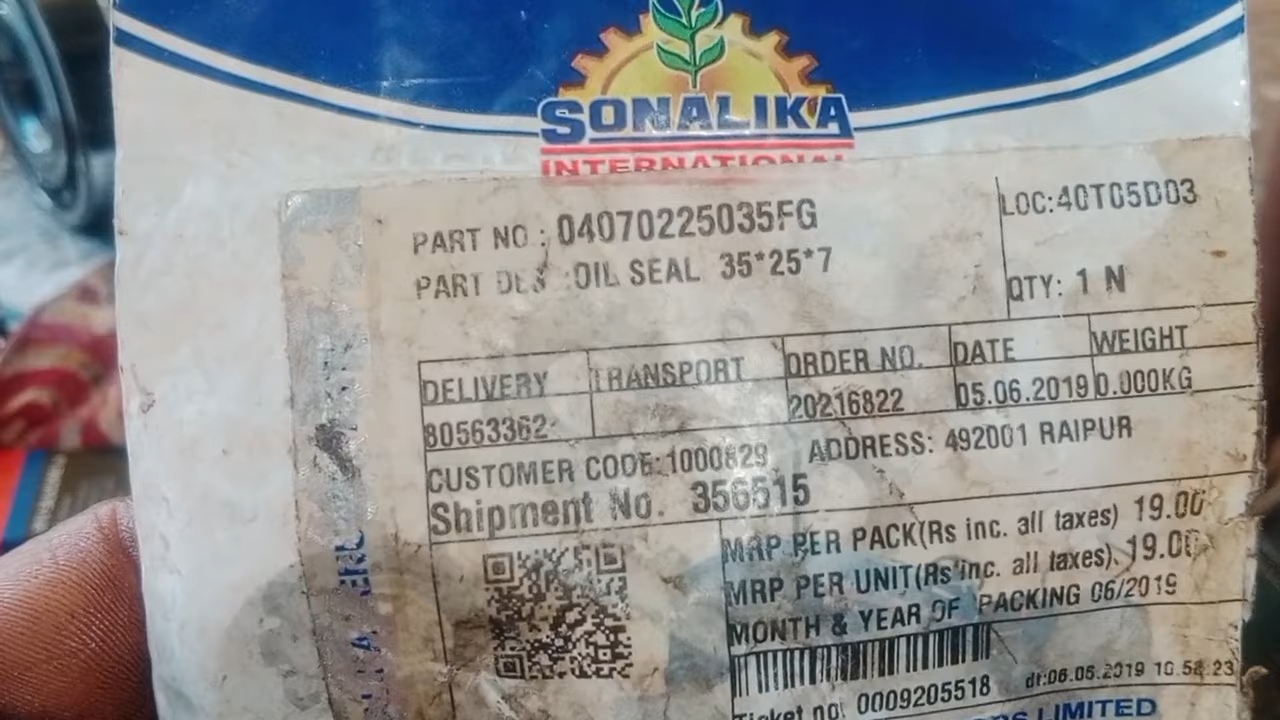 SONALIKA
INTERNATIONAL
PART NO : 04070225035FG
LOC:40T05D03
PART DES :OIL SEAL 35*25*7
QTY: 1 N
DELIVERY TRANSPORT ORDER NO. DATE WEIGHT
80563362 20216822 05.06.2019 0.000KG
CUSTOMER CODE:1000829 ADDRESS: 492001 RAIPUR
Shipment No. 356515
MRP PER PACK(Rs inc. all taxes) 19.00
MRP PER UNIT(Rs inc. all taxes) 19.00
MONTH & YEAR OF PACKING 06/2019
Ticket no! 0009205518 dt:06.06.2019 10:58:23
LIMITED